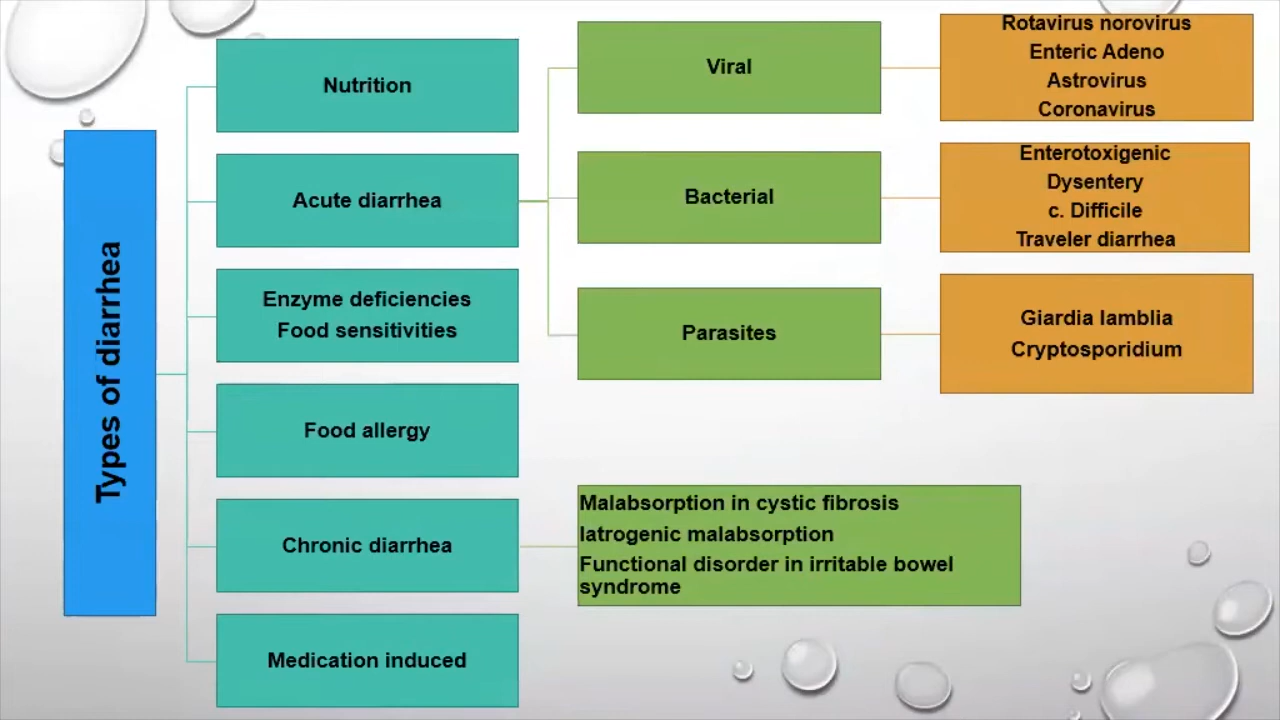 Types of diarrhea
Nutrition
Acute diarrhea
Viral
Rotavirus norovirus
Enteric Adeno
Astrovirus
Coronavirus
Bacterial
Enterotoxigenic
Dysentery
c. Difficile
Traveler diarrhea
Parasites
Giardia lamblia
Cryptosporidium
Enzyme deficiencies
Food sensitivities
Food allergy
Chronic diarrhea
Malabsorption in cystic fibrosis
Iatrogenic malabsorption
Functional disorder in irritable bowel
syndrome
Medication induced